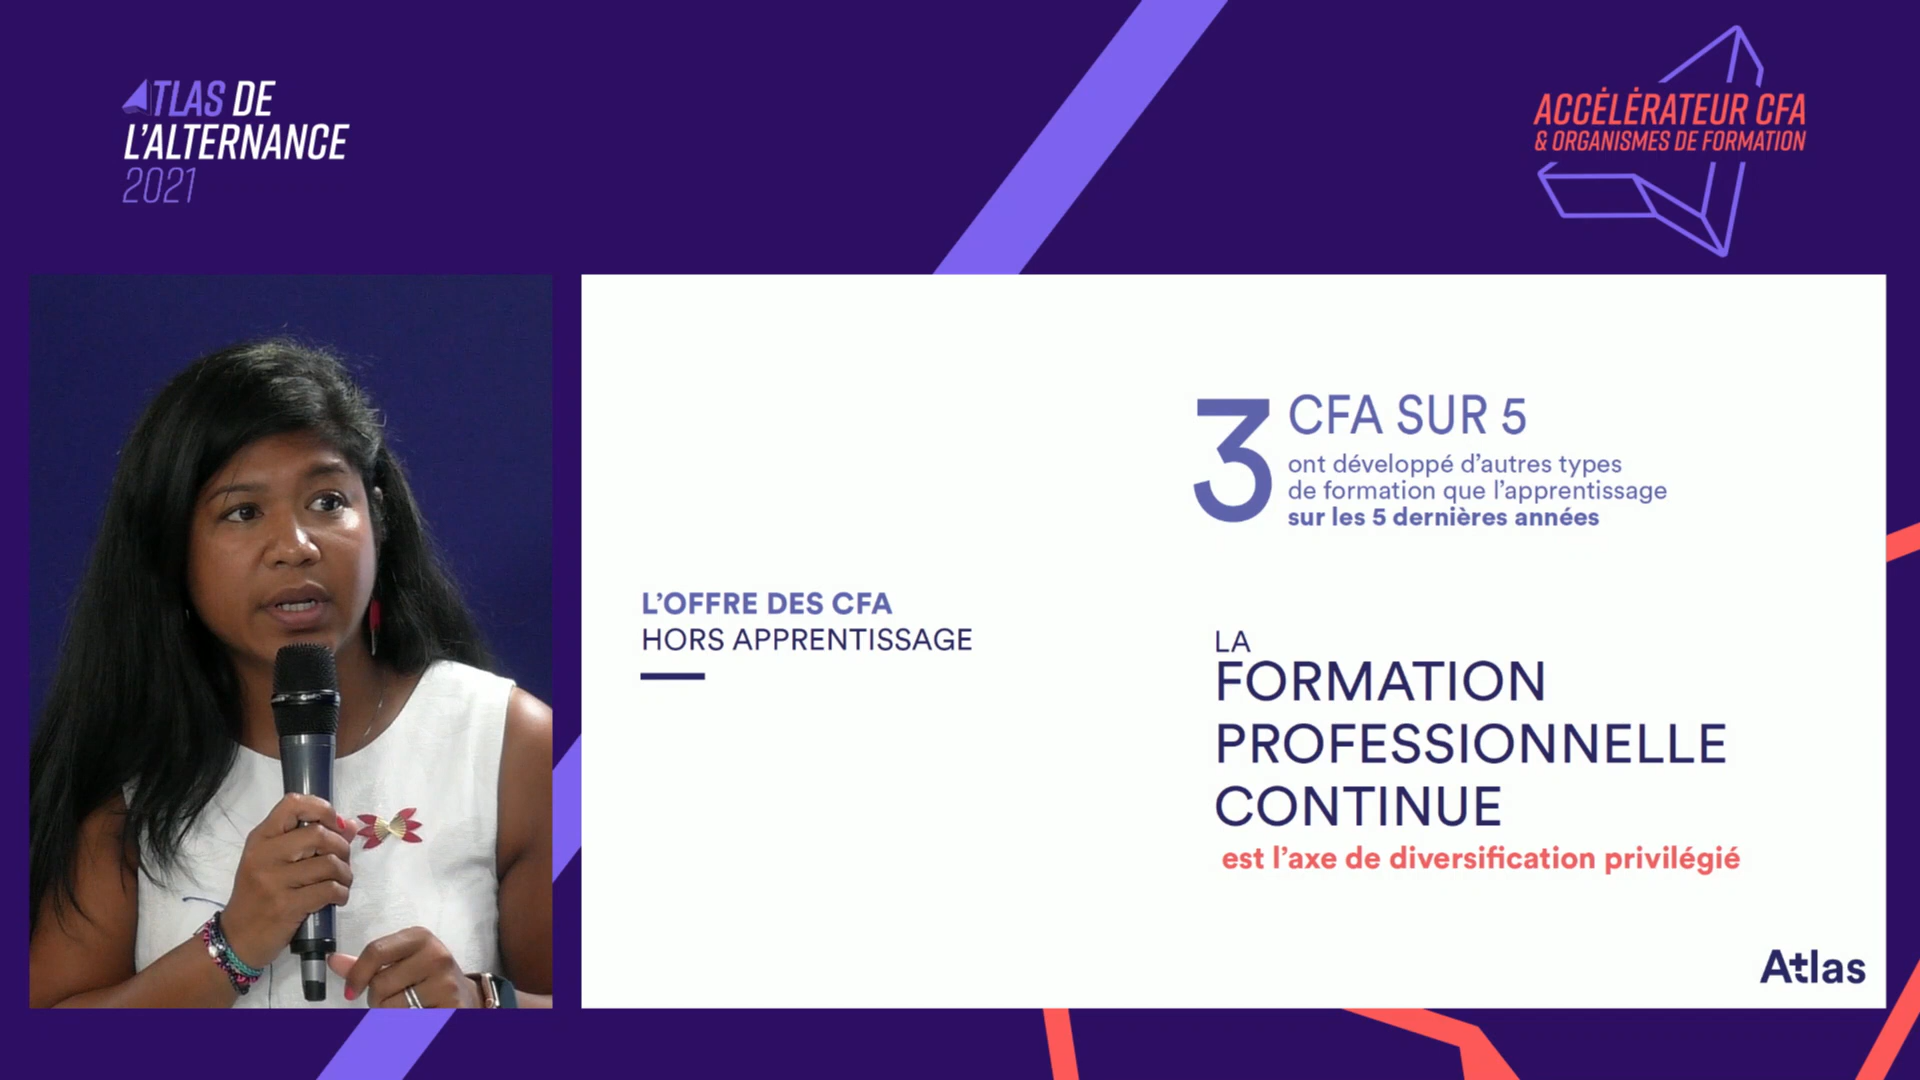 ATLAS DE
L'ALTERNANCE
2021
ACCÉLÉRATEUR CFA
& ORGANISMES DE FORMATION
L'OFFRE DES CFA
HORS APPRENTISSAGE
3 CFA SUR 5
ont développé d'autres types
de formation que l'apprentissage
sur les 5 dernières années
LA
FORMATION
PROFESSIONNELLE
CONTINUE
est l'axe de diversification privilégié
Atlas